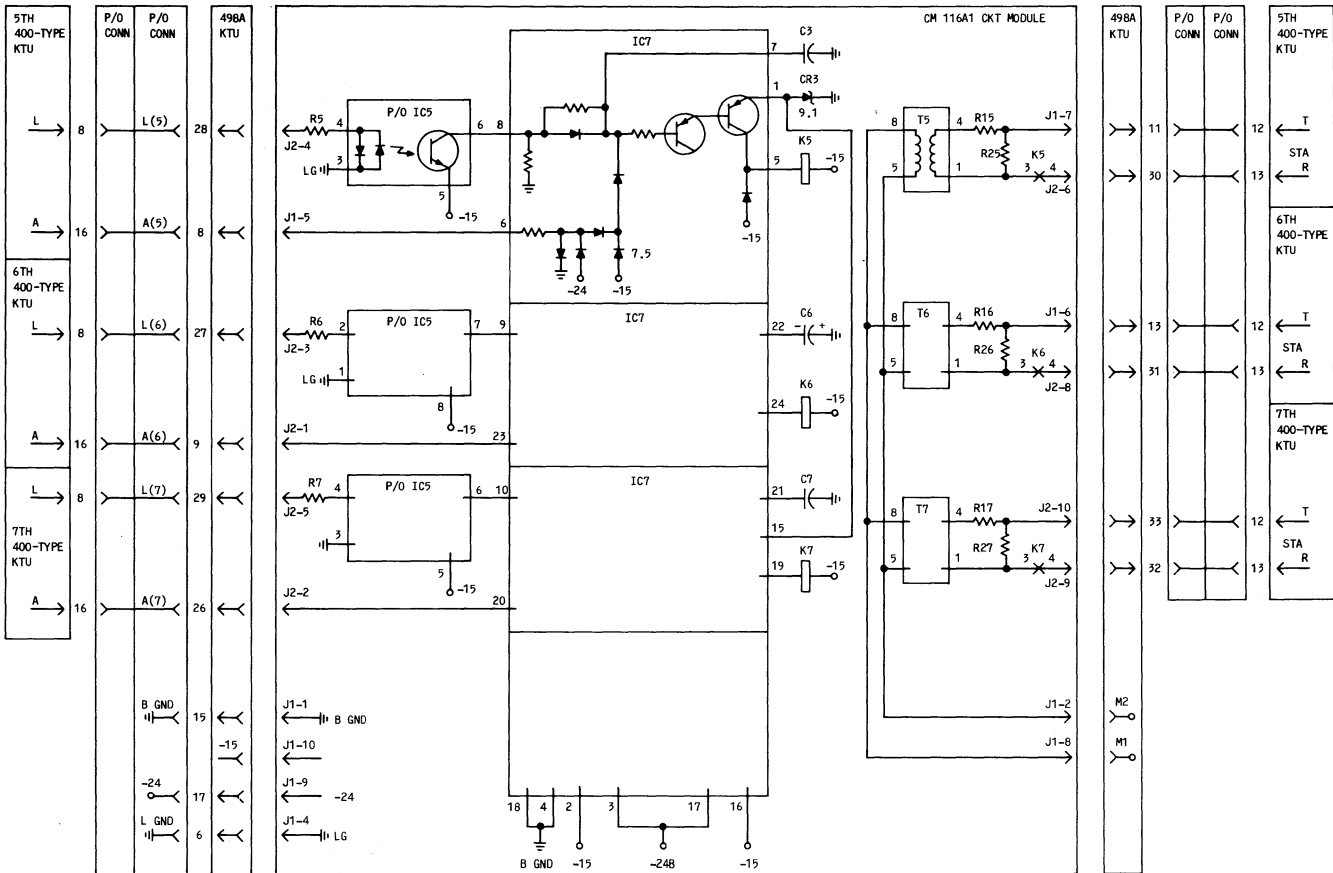 5TH
400-TYPE
KTU
P/O
CONN
P/O
CONN
498A
KTU
CM 116A1 CKT MODULE
498A
KTU
P/O
CONN
P/O
CONN
5TH
400-TYPE
KTU
IC7
7
C3
1
CR3
9.1
K5
5
-15
-15
L
8
L(5)
28
R5
J2-4
4
P/O IC5
6
8
LG
3
5
-15
A
16
A(5)
8
J1-5
6
7.5
-24
-15
8
T5
4
R15
J1-7
R25
5
1
K5
3
4
J2-6
11
12
T
STA
30
13
R
6TH
400-TYPE
KTU
L
8
L(6)
27
R6
J2-3
2
P/O IC5
7
9
LG
1
8
-15
A
16
A(6)
9
J2-1
23
IC7
22
C6
- +
K6
24
-15
8
T6
4
R16
J1-6
R26
5
1
K6
3
4
J2-8
6TH
400-TYPE
KTU
13
12
T
STA
31
13
R
L
8
L(7)
29
R7
J2-5
4
P/O IC5
6
10
3
5
-15
7TH
400-TYPE
KTU
A
16
A(7)
26
J2-2
20
IC7
21
C7
15
K7
19
-15
8
T7
4
R17
J2-10
R27
5
1
K7
3
4
J2-9
7TH
400-TYPE
KTU
33
12
T
STA
32
13
R
B GND
15
J1-1
B GND
-15
J1-10
-24
17
J1-9
-24
L GND
6
J1-4
LG
J1-2
M2
J1-8
M1
18
4
2
3
17
16
B GND
-15
-24B
-15